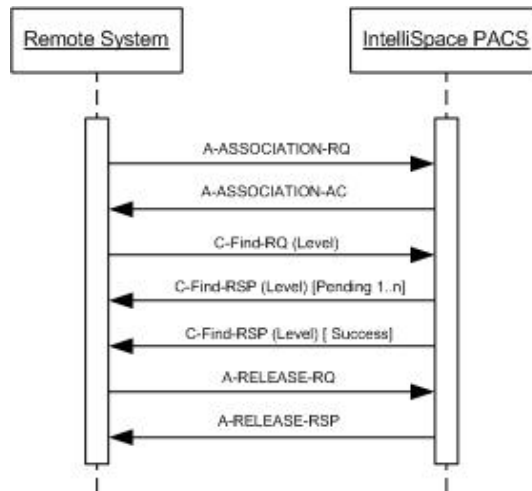 Remote System
IntelliSpace PACS
A-ASSOCIATION-RQ
A-ASSOCIATION-AC
C-Find-RQ (Level)
C-Find-RSP (Level) [Pending 1..n]
C-Find-RSP (Level) [ Success]
A-RELEASE-RQ
A-RELEASE-RSP